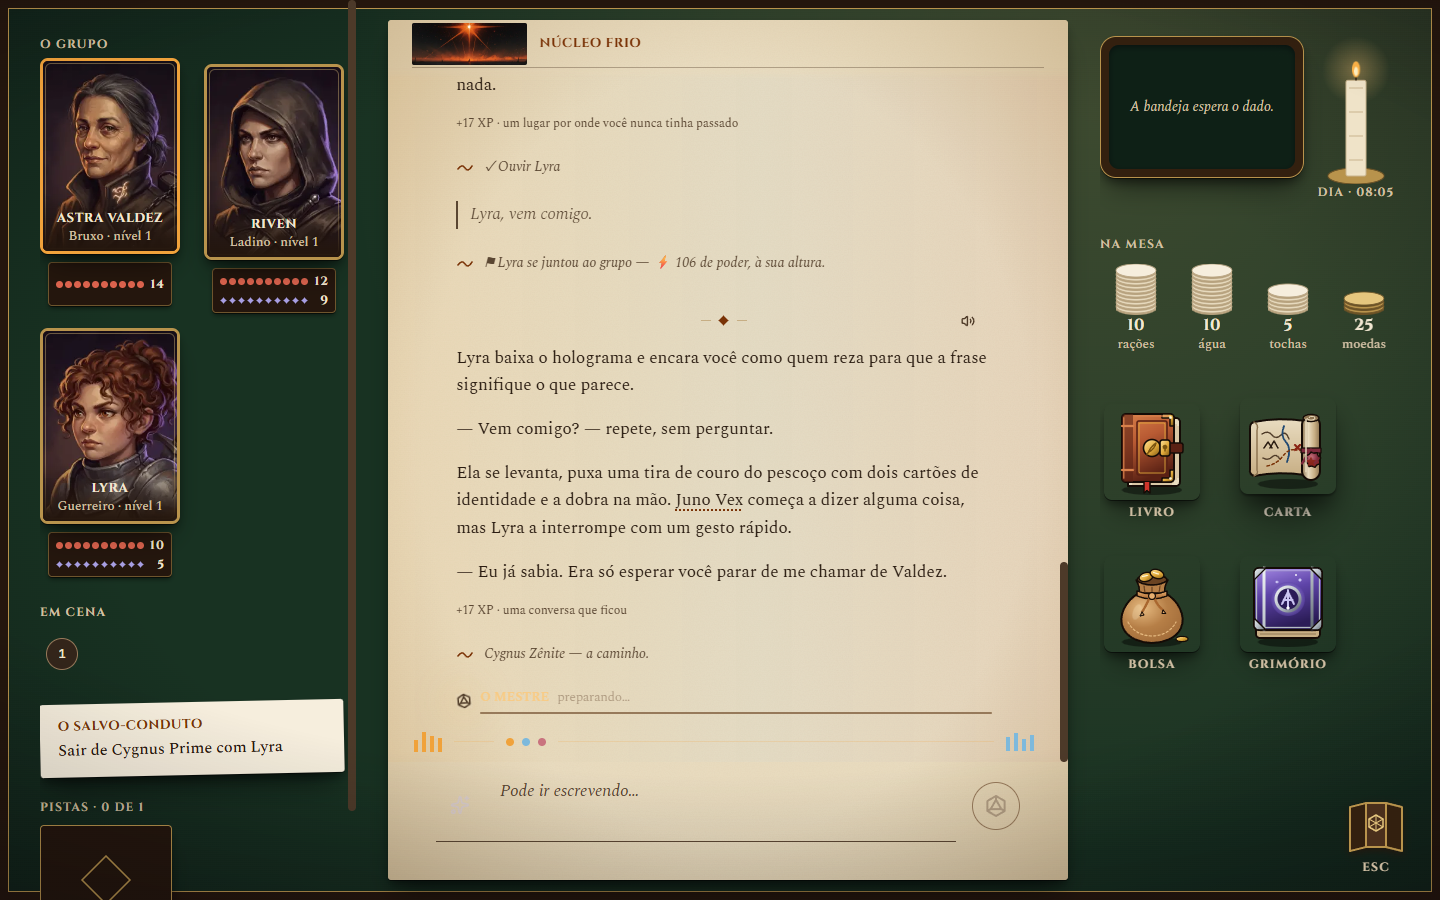 O GRUPO
ASTRA VALDEZ
Bruxo · nível 1
14
RIVEN
Ladino · nível 1
12
9
LYRA
Guerreiro · nível 1
10
5
EM CENA
1
O SALVO-CONDUTO
Sair de Cygnus Prime com Lyra
PISTAS · 0 DE 1
NÚCLEO FRIO
nada.
+17 XP · um lugar por onde você nunca tinha passado
✓Ouvir Lyra
Lyra, vem comigo.
⚑Lyra se juntou ao grupo — ⚡ 106 de poder, à sua altura.
Lyra baixa o holograma e encara você como quem reza para que a frase
signifique o que parece.
— Vem comigo? — repete, sem perguntar.
Ela se levanta, puxa uma tira de couro do pescoço com dois cartões de
identidade e a dobra na mão. Juno Vex começa a dizer alguma coisa,
mas Lyra a interrompe com um gesto rápido.
— Eu já sabia. Era só esperar você parar de me chamar de Valdez.
+17 XP · uma conversa que ficou
Cygnus Zênite — a caminho.
O MESTRE preparando...
Pode ir escrevendo...
A bandeja espera o dado.
DIA · 08:05
NA MESA
10
rações
10
água
5
tochas
25
moedas
LIVRO
CARTA
BOLSA
GRIMÓRIO
ESC